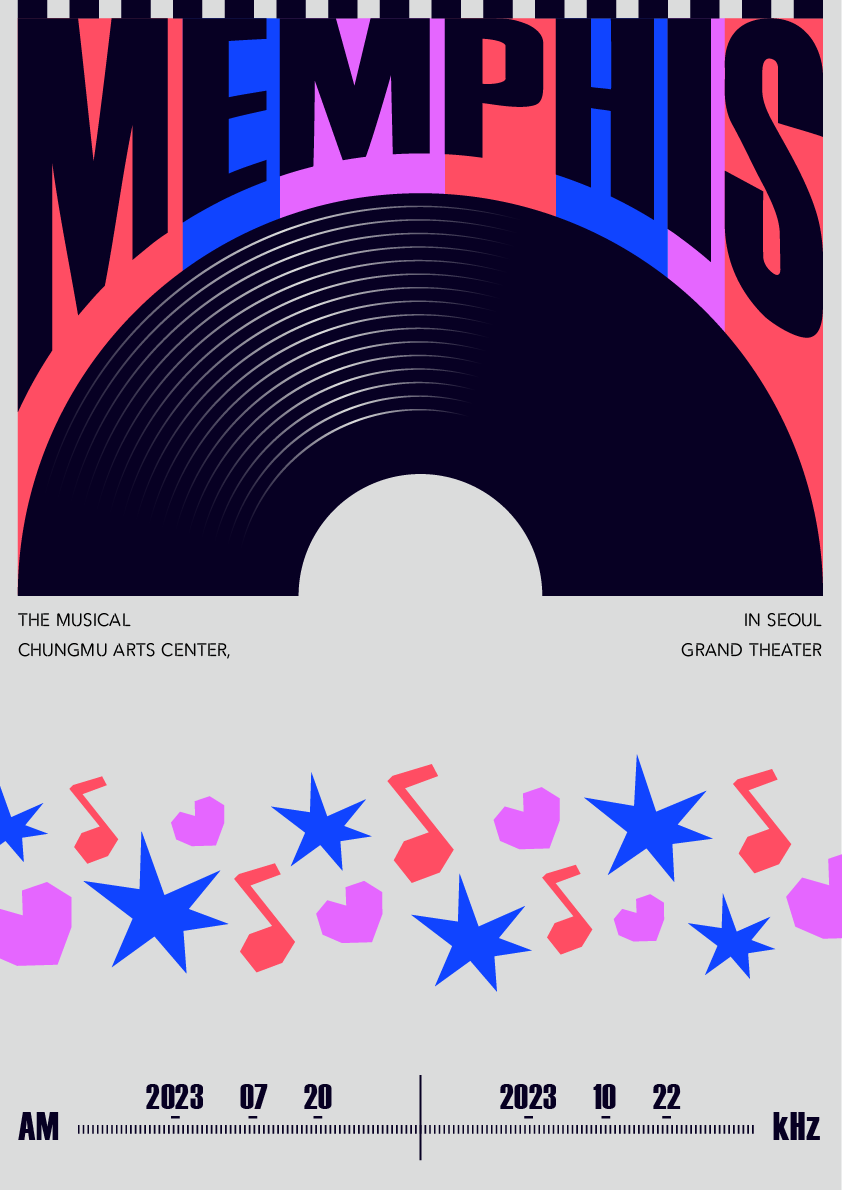 MEMPHIS
THE MUSICAL
IN SEOUL
CHUNGMU ARTS CENTER,
GRAND THEATER
2023 07 20
2023 10 22
AM
kHz